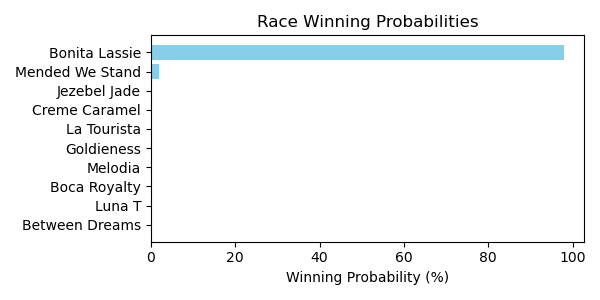 Race Winning Probabilities
Bonita Lassie
Mended We Stand
Jezebel Jade
Creme Caramel
La Tourista
Goldieness
Melodia
Boca Royalty
Luna T
Between Dreams
0 20 40 60 80 100
Winning Probability (%)